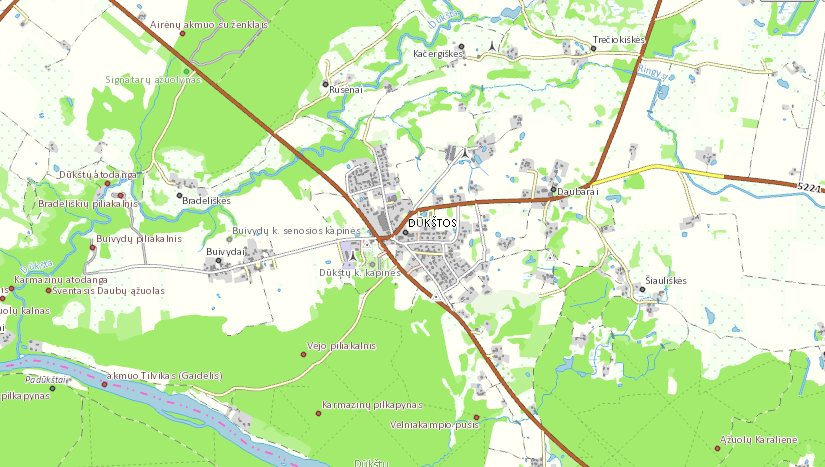 Dūkšta
Airėnų akmuo su ženklais
Trečiokiškės
Kačergiškės
Ringys
Signatarų ąžuolynas
Rusėnai
Dūkštų atodanga
5221
Daubarai
Bradeliškės
Bradeliškių piliakalnis
DŪKŠTOS
Buivydų k. senosios kapinės
Buivydų piliakalnis
Buivydai
Dūkšta
Dūkštų k. kapinės
Karmazinų atodanga
Šiauliškės
Šventasis Daubų ąžuolas
kalnas
Vėjo piliakalnis
akmuo Tilvikas (Gaidelis)
Padūkštai
pilkapynas
Karmazinų pilkapynas
Velniakampio pušis
Ąžuolų Karalienė
Dūkštų